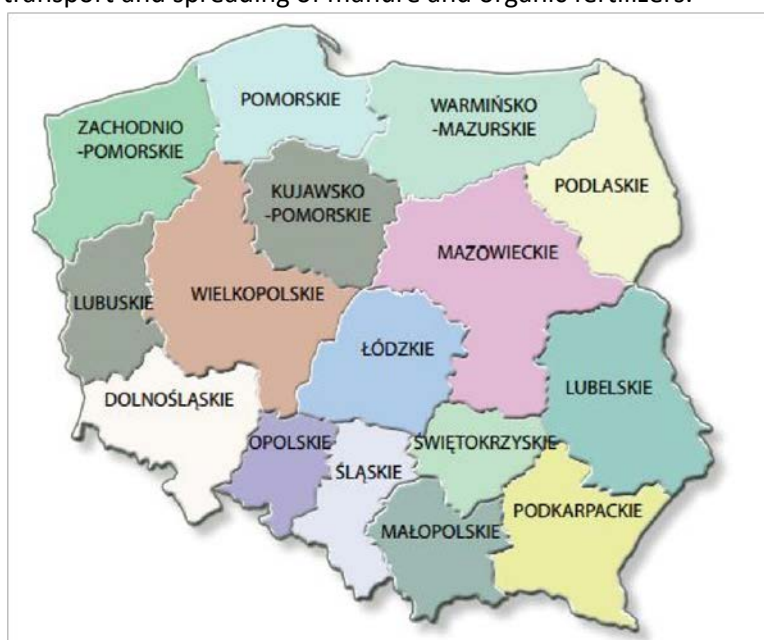 transport and spreading of manure and organic fertilizers.
POMORSKIE
WARMIŃSKO
-MAZURSKIE
ZACHODNIO
-POMORSKIE
PODLASKIE
KUJAWSKO
-POMORSKIE
MAZOWIECKIE
LUBUSKIE
WIELKOPOLSKIE
ŁÓDZKIE
LUBELSKIE
DOLNOŚLĄSKIE
OPOLSKIE
ŚLĄSKIE
ŚWIĘTOKRZYSKIE
MAŁOPOLSKIE
PODKARPACKIE